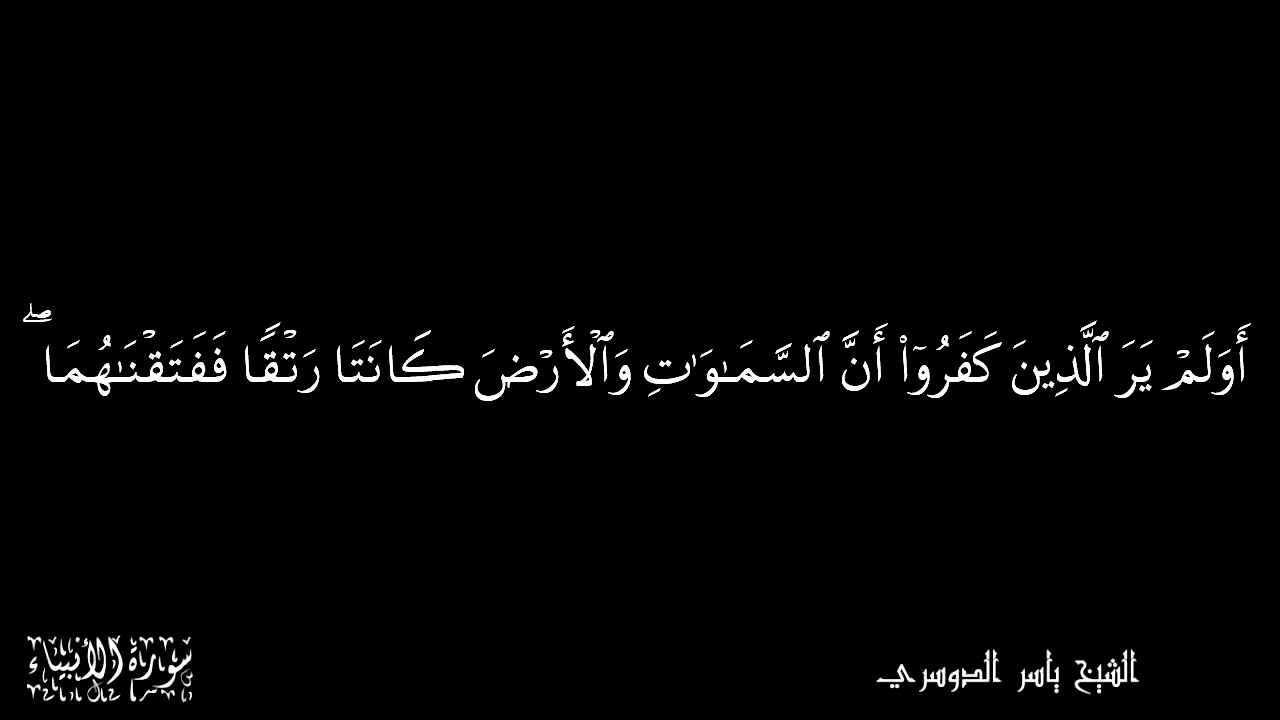 أَوَلَمْ يَرَ ٱلَّذِينَ كَفَرُوٓا۟ أَنَّ ٱلسَّمَـٰوَٰتِ وَٱلْأَرْضَ كَانَتَا رَتْقًا فَفَتَقْنَـٰهُمَا ۖ
سورة الأنبياء
الشيخ ياسر الدوسري